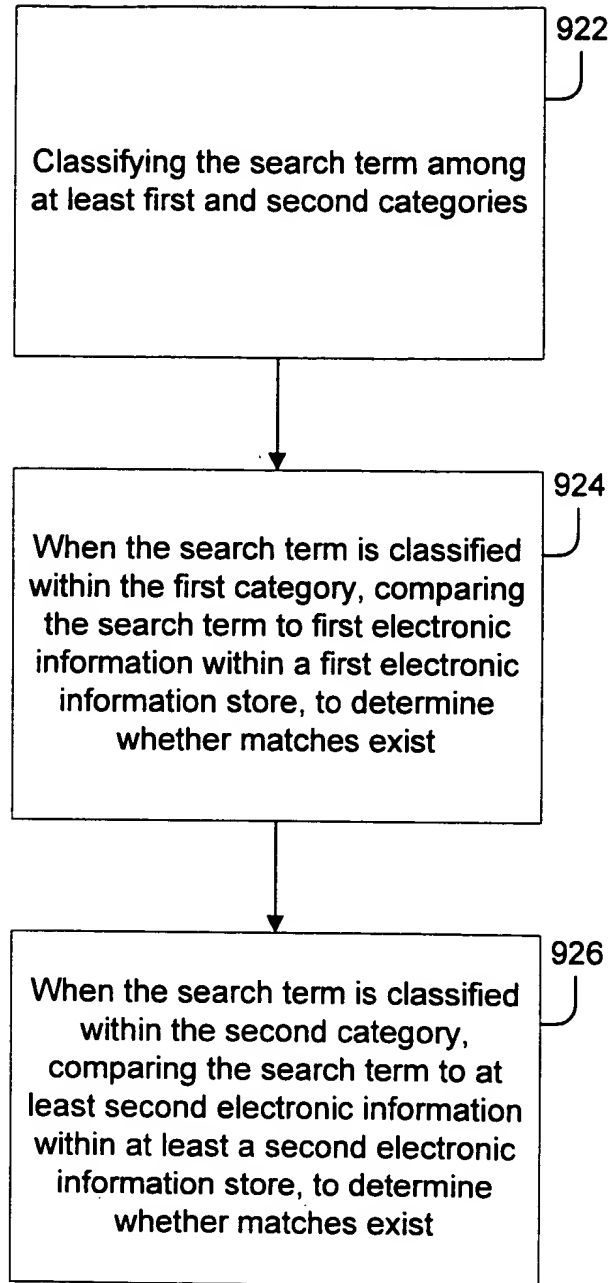 922
Classifying the search term among
at least first and second categories
924
When the search term is classified
within the first category, comparing
the search term to first electronic
information within a first electronic
information store, to determine
whether matches exist
926
When the search term is classified
within the second category,
comparing the search term to at
least second electronic information
within at least a second electronic
information store, to determine
whether matches exist